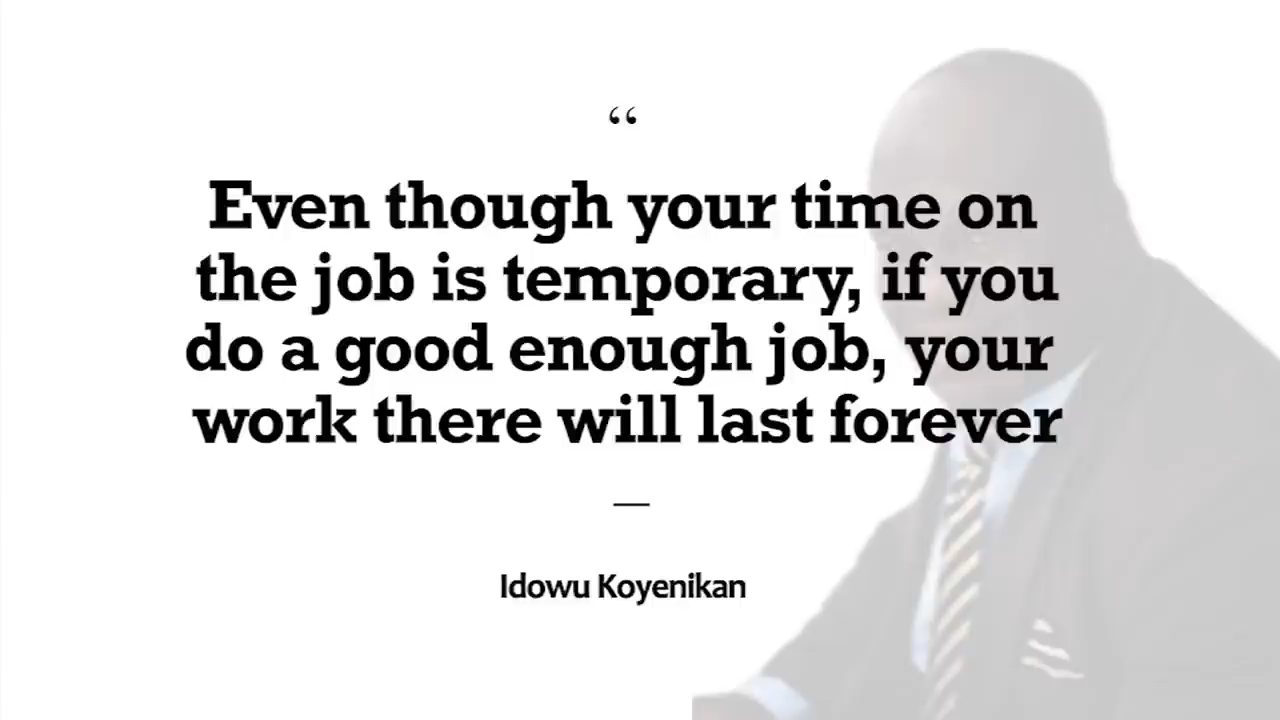 “
Even though your time on
the job is temporary, if you
do a good enough job, your
work there will last forever
—
Idowu Koyenikan